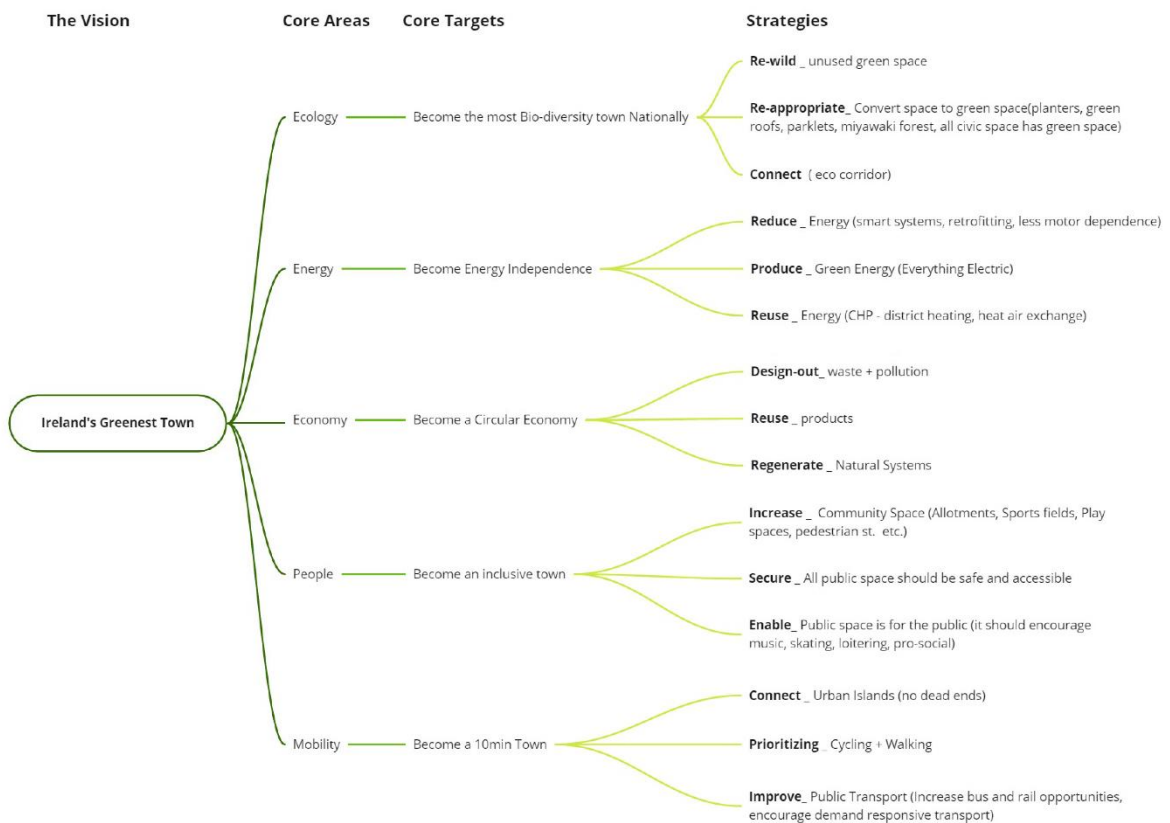 The Vision
Core Areas
Core Targets
Strategies
Ireland's Greenest Town
Ecology
Become the most Bio-diversity town Nationally
Re-wild _ unused green space
Re-appropriate_ Convert space to green space(planters, green
roofs, parklets, miyawaki forest, all civic space has green space)
Connect ( eco corridor)
Energy
Become Energy Independence
Reduce _ Energy (smart systems, retrofitting, less motor dependence)
Produce _ Green Energy (Everything Electric)
Reuse _ Energy (CHP - district heating, heat air exchange)
Economy
Become a Circular Economy
Design-out_ waste + pollution
Reuse _ products
Regenerate _ Natural Systems
People
Become an inclusive town
Increase _ Community Space (Allotments, Sports fields, Play
spaces, pedestrian st. etc.)
Secure _ All public space should be safe and accessible
Enable_ Public space is for the public (it should encourage
music, skating, loitering, pro-social)
Mobility
Become a 10min Town
Connect _ Urban Islands (no dead ends)
Prioritizing _ Cycling + Walking
Improve_ Public Transport (Increase bus and rail opportunities,
encourage demand responsive transport)